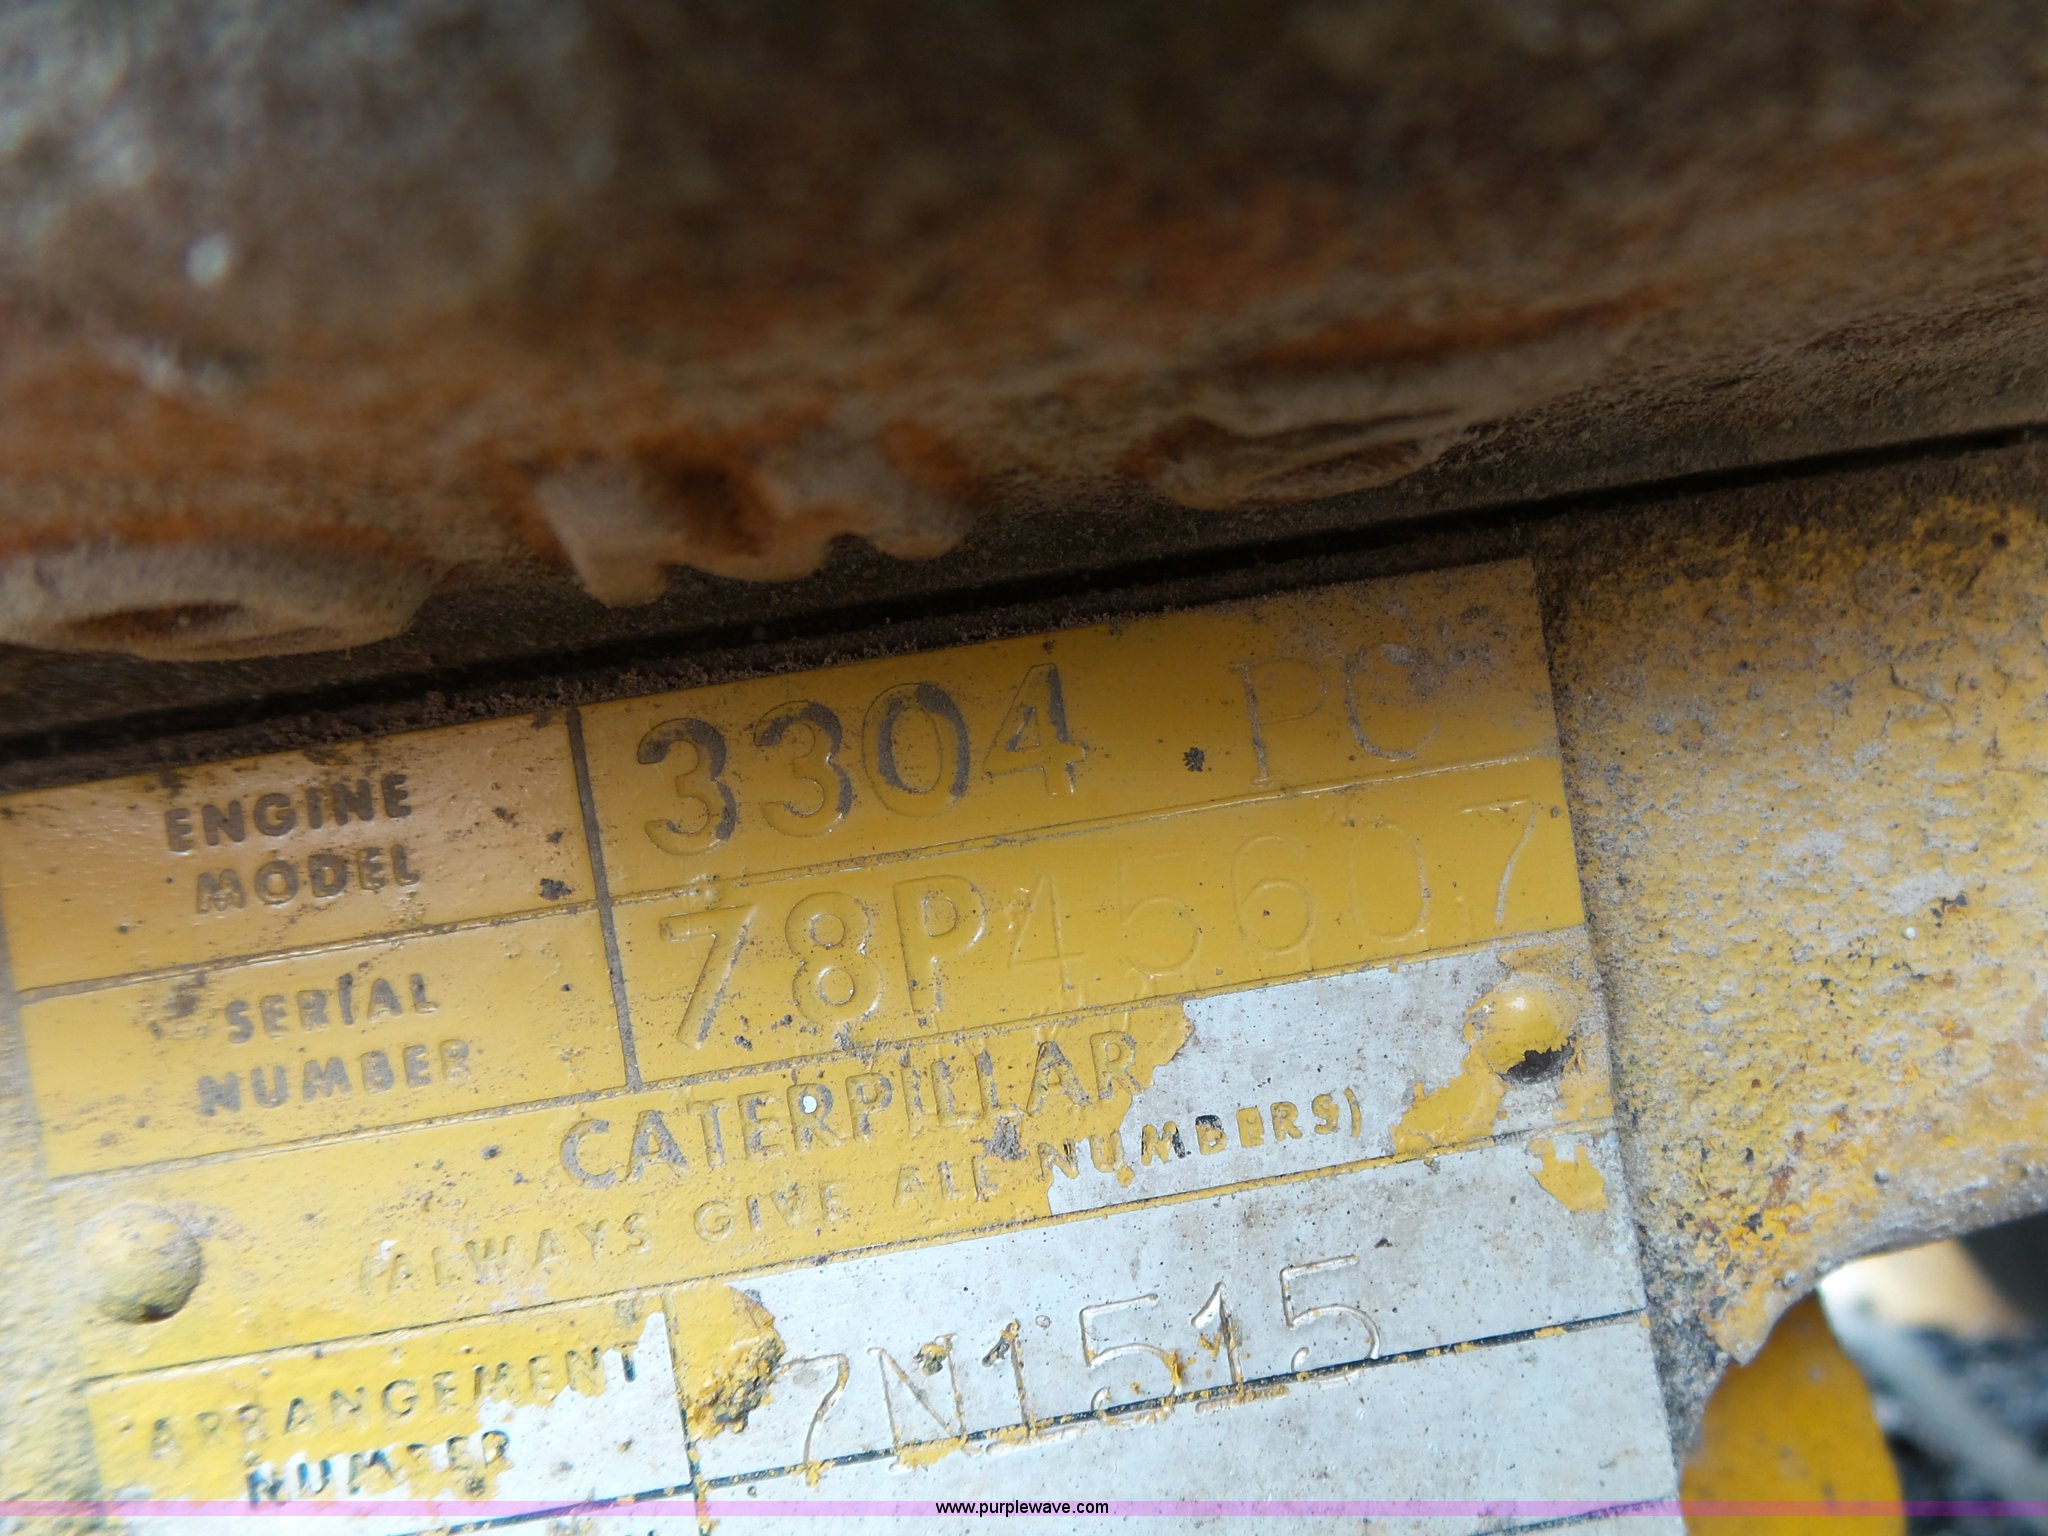 ENGINE MODEL 3304 PC
SERIAL NUMBER 78P45607
CATERPILLAR
(ALWAYS GIVE ALL NUMBERS)
ARRANGEMENT NUMBER 7N1515
www.purplewave.com